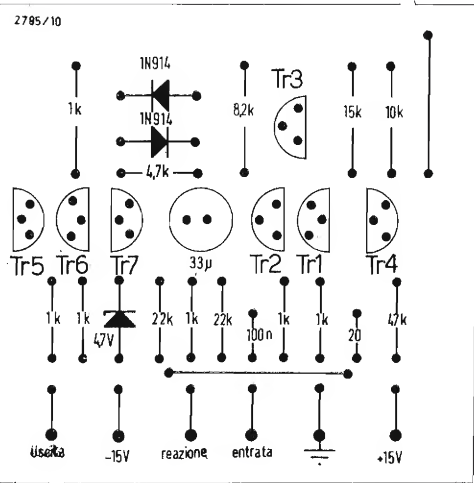 2785/10
1N914
Tr3
1k
1N914
8,2k
15k
10k
4,7k
Tr5
Tr6
Tr7
33µ
Tr2
Tr1
Tr4
1k
1k
4,7V
22k
1k
22k
100n
1k
1k
20
47k
Uscita
-15V
reazione
entrata
+15V